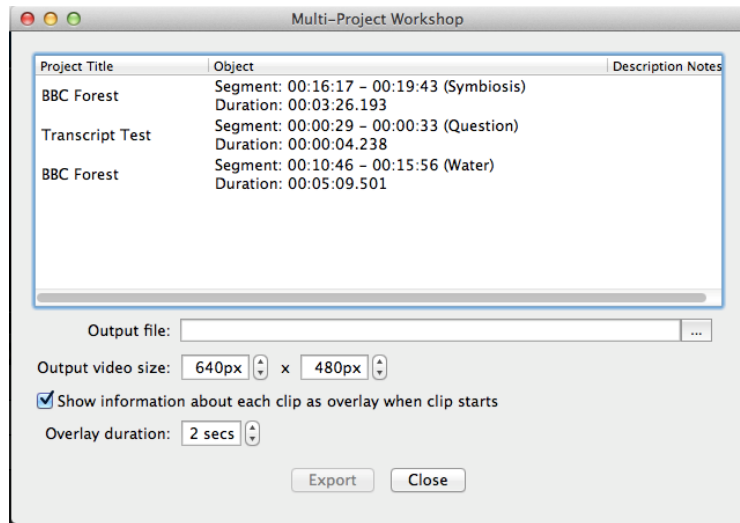 Multi-Project Workshop
Project Title Object Description Notes
BBC Forest
Segment: 00:16:17 – 00:19:43 (Symbiosis)
Duration: 00:03:26.193
Transcript Test
Segment: 00:00:29 – 00:00:33 (Question)
Duration: 00:00:04.238
BBC Forest
Segment: 00:10:46 – 00:15:56 (Water)
Duration: 00:05:09.501
Output file: ...
Output video size: 640px x 480px
Show information about each clip as overlay when clip starts
Overlay duration: 2 secs
Export Close